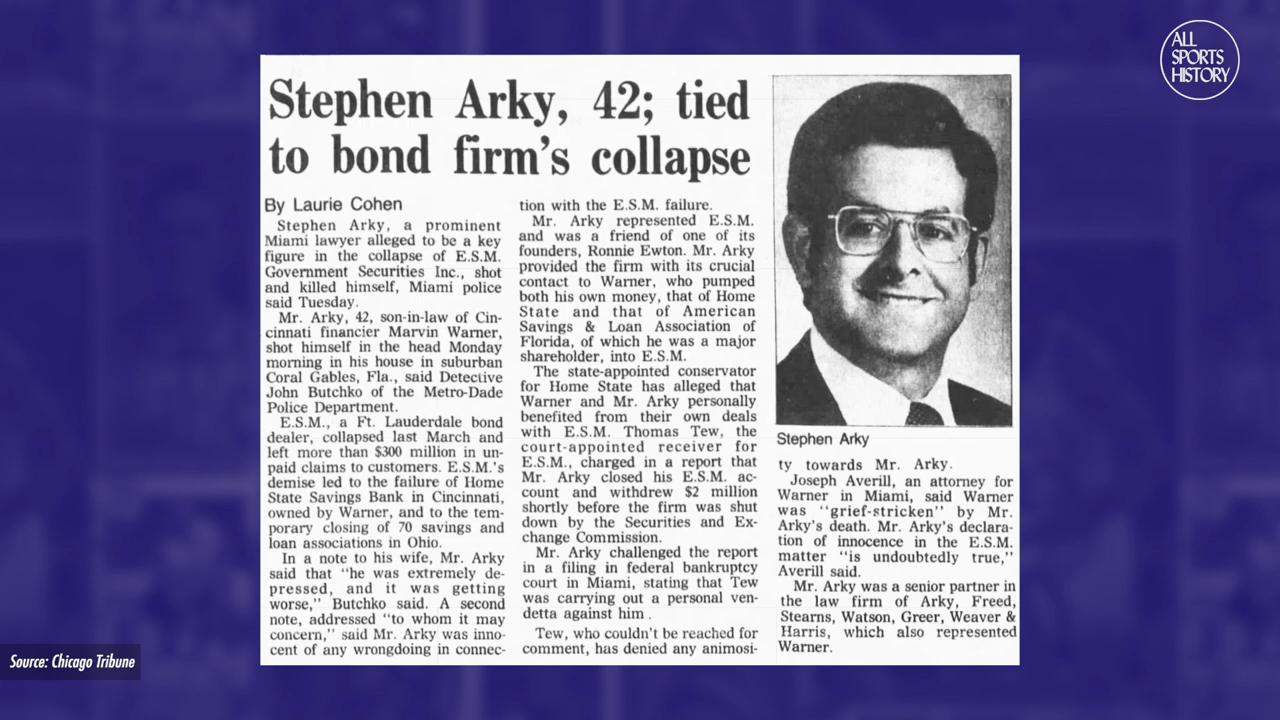 ALL
SPORTS
HISTORY
Stephen Arky, 42; tied
to bond firm's collapse
By Laurie Cohen
Stephen Arky, a prominent
Miami lawyer alleged to be a key
figure in the collapse of E.S.M.
Government Securities Inc., shot
and killed himself, Miami police
said Tuesday.
Mr. Arky, 42, son-in-law of Cin-
cinnati financier Marvin Warner,
shot himself in the head Monday
morning in his house in suburban
Coral Gables, Fla., said Detective
John Butchko of the Metro-Dade
Police Department.
E.S.M., a Ft. Lauderdale bond
dealer, collapsed last March and
left more than $300 million in un-
paid claims to customers. E.S.M.'s
demise led to the failure of Home
State Savings Bank in Cincinnati,
owned by Warner, and to the tem-
porary closing of 70 savings and
loan associations in Ohio.
In a note to his wife, Mr. Arky
said that "he was extremely de-
pressed, and it was getting
worse," Butchko said. A second
note, addressed "to whom it may
concern," said Mr. Arky was inno-
cent of any wrongdoing in connec-
tion with the E.S.M. failure.
Mr. Arky represented E.S.M.
and was a friend of one of its
founders, Ronnie Ewton. Mr. Arky
provided the firm with its crucial
contact to Warner, who pumped
both his own money, that of Home
State and that of American
Savings & Loan Association of
Florida, of which he was a major
shareholder, into E.S.M.
The state-appointed conservator
for Home State has alleged that
Warner and Mr. Arky personally
benefited from their own deals
with E.S.M. Thomas Tew, the
court-appointed receiver for
E.S.M., charged in a report that
Mr. Arky closed his E.S.M. ac-
count and withdrew $2 million
shortly before the firm was shut
down by the Securities and Ex-
change Commission.
Mr. Arky challenged the report
in a filing in federal bankruptcy
court in Miami, stating that Tew
was carrying out a personal ven-
detta against him .
Tew, who couldn't be reached for
comment, has denied any animosi-
Stephen Arky
ty towards Mr. Arky.
Joseph Averill, an attorney for
Warner in Miami, said Warner
was "grief-stricken" by Mr.
Arky's death. Mr. Arky's declara-
tion of innocence in the E.S.M.
matter "is undoubtedly true,"
Averill said.
Mr. Arky was a senior partner in
the law firm of Arky, Freed,
Stearns, Watson, Greer, Weaver &
Harris, which also represented
Warner.
Source: Chicago Tribune